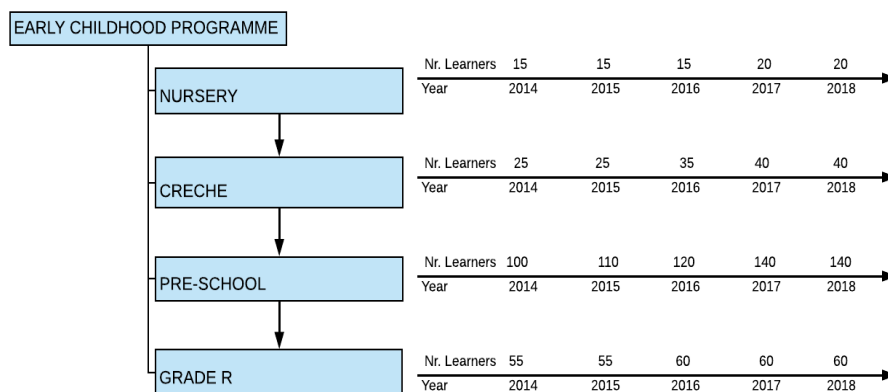 EARLY CHILDHOOD PROGRAMME
NURSERY
Nr. Learners 15 15 15 20 20
Year 2014 2015 2016 2017 2018
CRECHE
Nr. Learners 25 25 35 40 40
Year 2014 2015 2016 2017 2018
PRE-SCHOOL
Nr. Learners 100 110 120 140 140
Year 2014 2015 2016 2017 2018
GRADE R
Nr. Learners 55 55 60 60 60
Year 2014 2015 2016 2017 2018